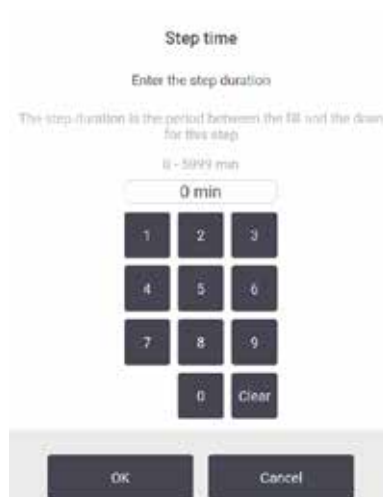 Step time
Enter the step duration
The step duration is the period between the fill and the down
for this step
0 - 5999 min
0 min
1 2 3
4 5 6
7 8 9
0 Clear
OK Cancel